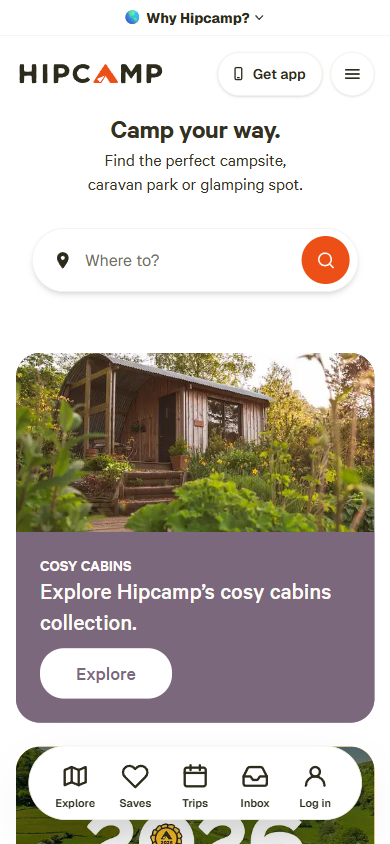 Why Hipcamp?
HIPCAMP
Get app
Camp your way.
Find the perfect campsite,
caravan park or glamping spot.
Where to?
COSY CABINS
Explore Hipcamp’s cosy cabins
collection.
Explore
Explore
Saves
Trips
Inbox
Log in
2026